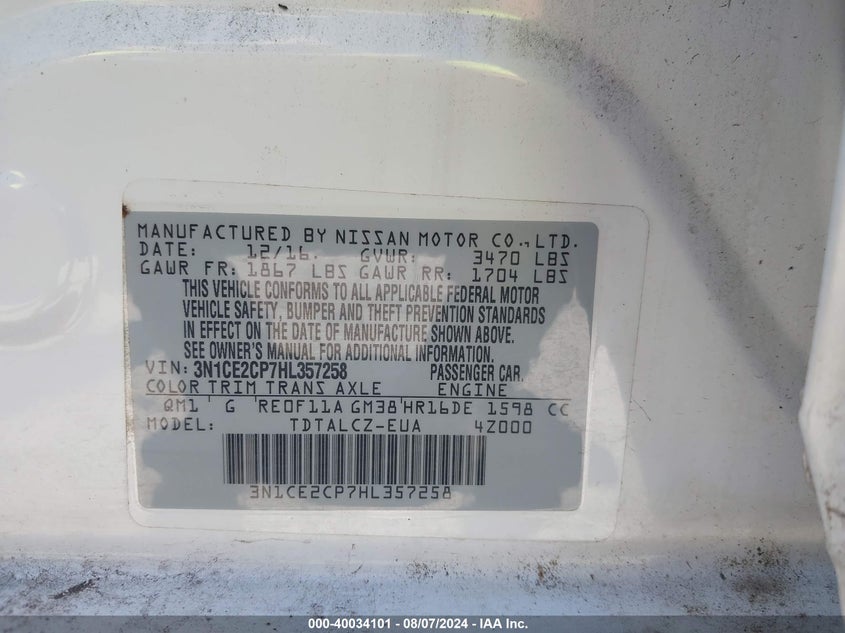 MANUFACTURED BY NISSAN MOTOR CO., LTD.
DATE: 12/16. GVWR: 3470 LBS
GAWR FR: 1867 LBS GAWR RR: 1704 LBS
THIS VEHICLE CONFORMS TO ALL APPLICABLE FEDERAL MOTOR
VEHICLE SAFETY, BUMPER AND THEFT PREVENTION STANDARDS
IN EFFECT ON THE DATE OF MANUFACTURE SHOWN ABOVE.
SEE OWNER'S MANUAL FOR ADDITIONAL INFORMATION.
VIN: 3N1CE2CP7HL357258 PASSENGER CAR.
COLOR TRIM TRANS AXLE ENGINE
QM1 G RE0F11A GM38 HR16DE 1598 CC
MODEL: TDTALCZ-EUA 4Z000
3N1CE2CP7HL357258
000-40034101 - 08/07/2024 - IAA Inc.